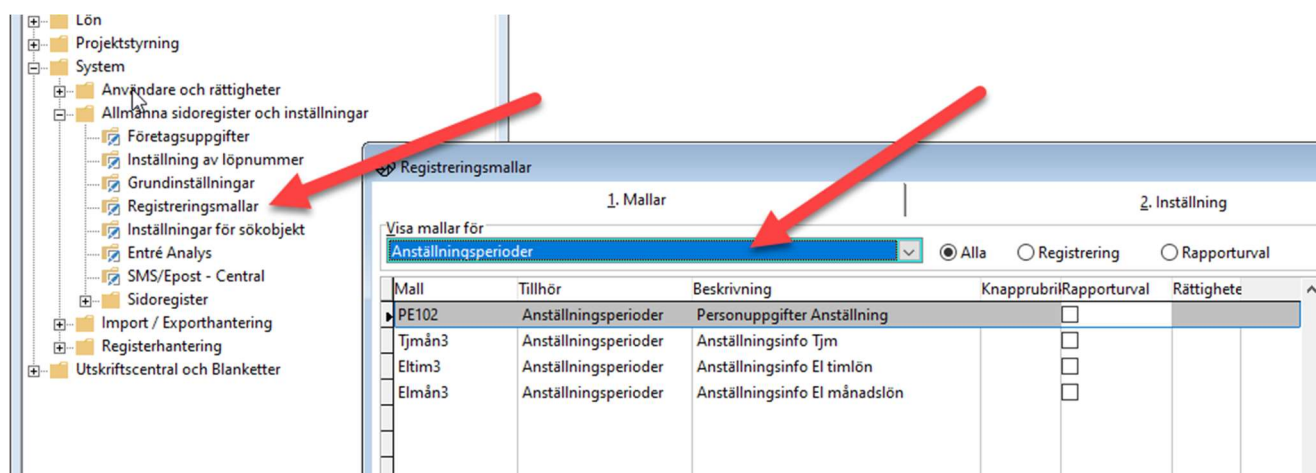 Lön
Projektstyrning
System
Användare och rättigheter
Allmänna sidoregister och inställningar
Företagsuppgifter
Inställning av löpnummer
Grundinställningar
Registreringsmallar
Inställningar för sökobjekt
Entré Analys
SMS/Epost - Central
Sidoregister
Import / Exporthantering
Registerhantering
Utskriftscentral och Blanketter
Registreringsmallar
1. Mallar
2. Inställning
Visa mallar för
Anställningsperioder
Alla Registrering Rapporturval
Mall Tillhör Beskrivning Knapprubrik Rapporturval Rättighete
PE102 Anställningsperioder Personuppgifter Anställning
Tjmån3 Anställningsperioder Anställningsinfo Tjm
Eltim3 Anställningsperioder Anställningsinfo El timlön
Elmån3 Anställningsperioder Anställningsinfo El månadslön